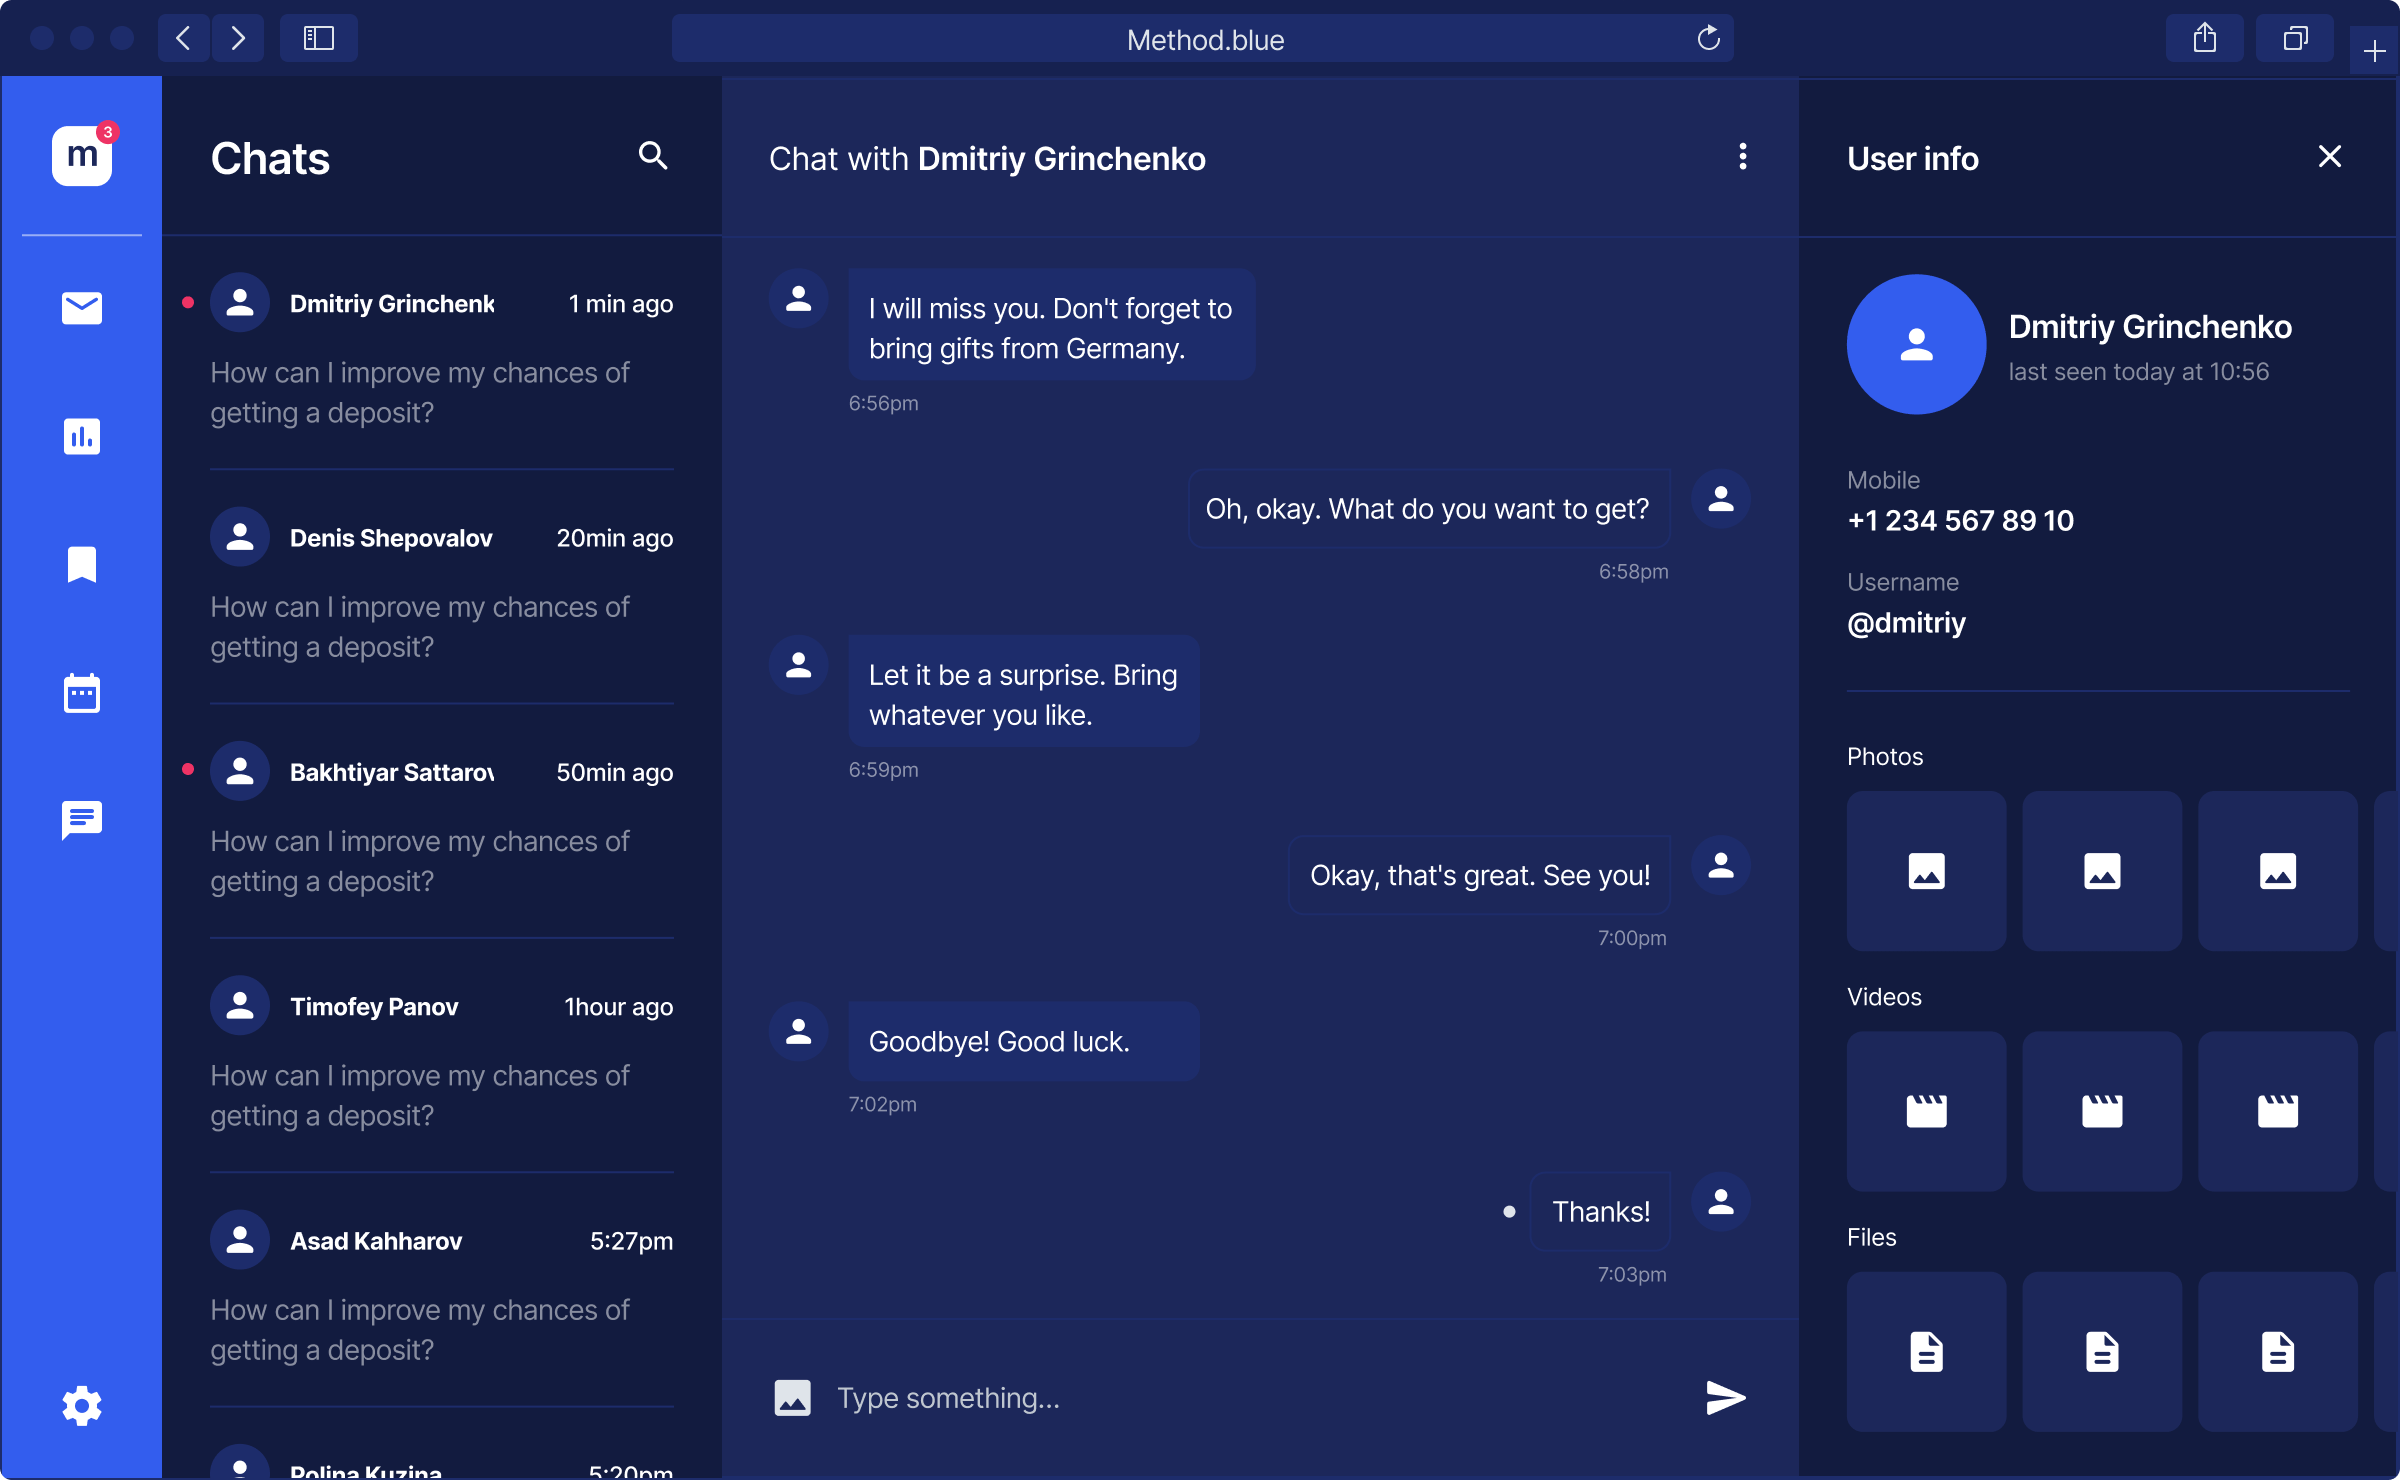 Method.blue
m
3
Chats
Dmitriy Grinchenk
1 min ago
How can I improve my chances of
getting a deposit?
Denis Shepovalov
20min ago
How can I improve my chances of
getting a deposit?
Bakhtiyar Sattarov
50min ago
How can I improve my chances of
getting a deposit?
Timofey Panov
1hour ago
How can I improve my chances of
getting a deposit?
Asad Kahharov
5:27pm
How can I improve my chances of
getting a deposit?
Polina Kuzina
5:20pm
Chat with Dmitriy Grinchenko
I will miss you. Don't forget to
bring gifts from Germany.
6:56pm
Oh, okay. What do you want to get?
6:58pm
Let it be a surprise. Bring
whatever you like.
6:59pm
Okay, that's great. See you!
7:00pm
Goodbye! Good luck.
7:02pm
Thanks!
7:03pm
Type something...
User info
Dmitriy Grinchenko
last seen today at 10:56
Mobile
+1 234 567 89 10
Username
@dmitriy
Photos
Videos
Files